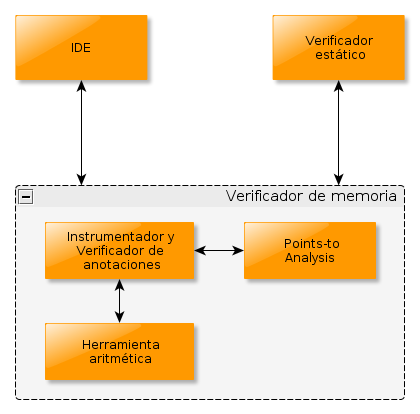 IDE
Verificador
estático
Verificador de memoria
Instrumentador y
Verificador de
anotaciones
Points-to
Analysis
Herramienta
aritmética